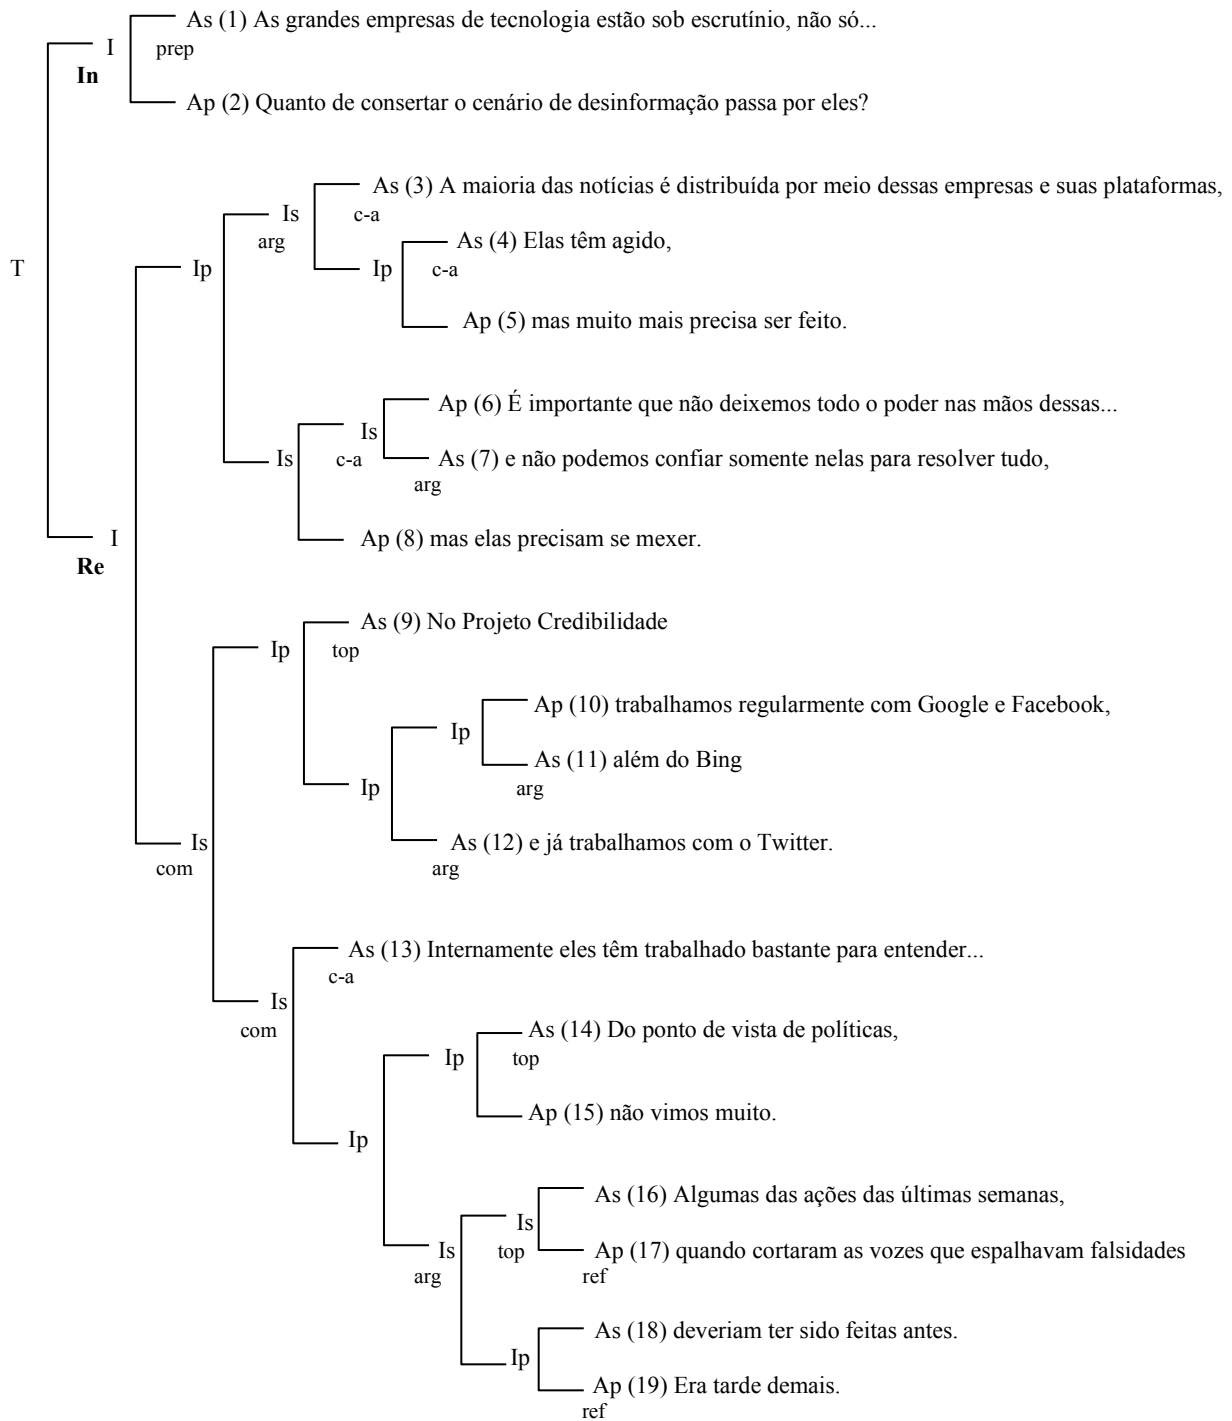 As (1) As grandes empresas de tecnologia estão sob escrutínio, não só...
I
prep
In
Ap (2) Quanto de consertar o cenário de desinformação passa por eles?
As (3) A maioria das notícias é distribuída por meio dessas empresas e suas plataformas,
Is
c-a
arg
As (4) Elas têm agido,
T
Ip
Ip
c-a
Ap (5) mas muito mais precisa ser feito.
Ap (6) É importante que não deixemos todo o poder nas mãos dessas...
Is
Is
c-a
As (7) e não podemos confiar somente nelas para resolver tudo,
arg
I
Ap (8) mas elas precisam se mexer.
Re
As (9) No Projeto Credibilidade
Ip
top
Ap (10) trabalhamos regularmente com Google e Facebook,
Ip
As (11) além do Bing
Ip
arg
Is
As (12) e já trabalhamos com o Twitter.
com
arg
As (13) Internamente eles têm trabalhado bastante para entender...
c-a
Is
com
As (14) Do ponto de vista de políticas,
Ip
top
Ap (15) não vimos muito.
Ip
As (16) Algumas das ações das últimas semanas,
Is
Is
top
Ap (17) quando cortaram as vozes que espalhavam falsidades
arg
ref
As (18) deveriam ter sido feitas antes.
Ip
Ap (19) Era tarde demais.
ref